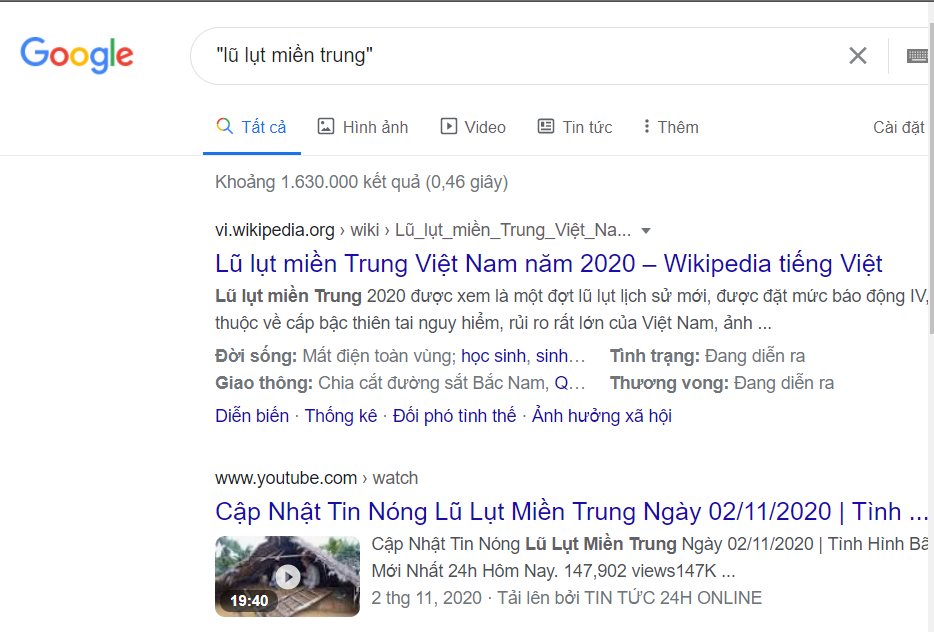 Google
"lũ lụt miền trung"
Tất cả Hình ảnh Video Tin tức Thêm Cài đặt
Khoảng 1.630.000 kết quả (0,46 giây)
vi.wikipedia.org › wiki › Lũ_lụt_miền_Trung_Việt_Na...
Lũ lụt miền Trung Việt Nam năm 2020 – Wikipedia tiếng Việt
Lũ lụt miền Trung 2020 được xem là một đợt lũ lụt lịch sử mới, được đặt mức báo động IV,
thuộc về cấp bậc thiên tai nguy hiểm, rủi ro rất lớn của Việt Nam, ảnh ...
Đời sống: Mất điện toàn vùng; học sinh, sinh… Tình trạng: Đang diễn ra
Giao thông: Chia cắt đường sắt Bắc Nam, Q… Thương vong: Đang diễn ra
Diễn biến · Thống kê · Đối phó tình thế · Ảnh hưởng xã hội
www.youtube.com › watch
Cập Nhật Tin Nóng Lũ Lụt Miền Trung Ngày 02/11/2020 | Tình ...
Cập Nhật Tin Nóng Lũ Lụt Miền Trung Ngày 02/11/2020 | Tình Hình Bã
Mới Nhất 24h Hôm Nay. 147,902 views147K ...
19:40
2 thg 11, 2020 · Tải lên bởi TIN TỨC 24H ONLINE